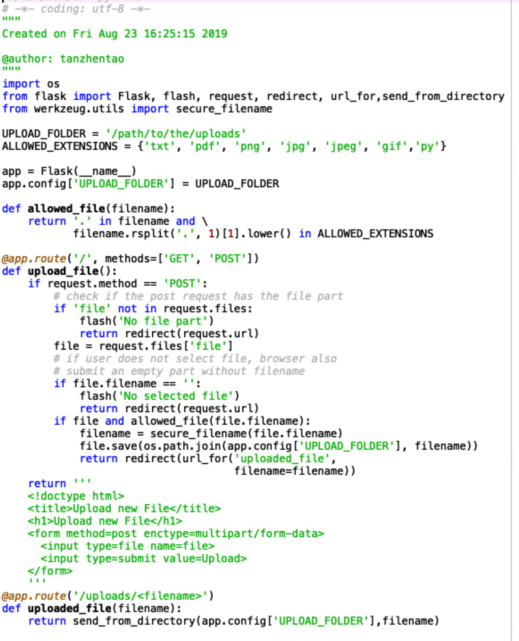 # -*- coding: utf-8 -*-
"""
Created on Fri Aug 23 16:25:15 2019

@author: tanzhentao
"""
import os
from flask import Flask, flash, request, redirect, url_for,send_from_directory
from werkzeug.utils import secure_filename

UPLOAD_FOLDER = '/path/to/the/uploads'
ALLOWED_EXTENSIONS = {'txt', 'pdf', 'png', 'jpg', 'jpeg', 'gif','py'}

app = Flask(__name__)
app.config['UPLOAD_FOLDER'] = UPLOAD_FOLDER

def allowed_file(filename):
    return '.' in filename and \
           filename.rsplit('.', 1)[1].lower() in ALLOWED_EXTENSIONS

@app.route('/', methods=['GET', 'POST'])
def upload_file():
    if request.method == 'POST':
        # check if the post request has the file part
        if 'file' not in request.files:
            flash('No file part')
            return redirect(request.url)
        file = request.files['file']
        # if user does not select file, browser also
        # submit an empty part without filename
        if file.filename == '':
            flash('No selected file')
            return redirect(request.url)
        if file and allowed_file(file.filename):
            filename = secure_filename(file.filename)
            file.save(os.path.join(app.config['UPLOAD_FOLDER'], filename))
            return redirect(url_for('uploaded_file',
                                    filename=filename))
    return '''
    <!doctype html>
    <title>Upload new File</title>
    <h1>Upload new File</h1>
    <form method=post enctype=multipart/form-data>
      <input type=file name=file>
      <input type=submit value=Upload>
    </form>
    '''
@app.route('/uploads/<filename>')
def uploaded_file(filename):
    return send_from_directory(app.config['UPLOAD_FOLDER'],filename)